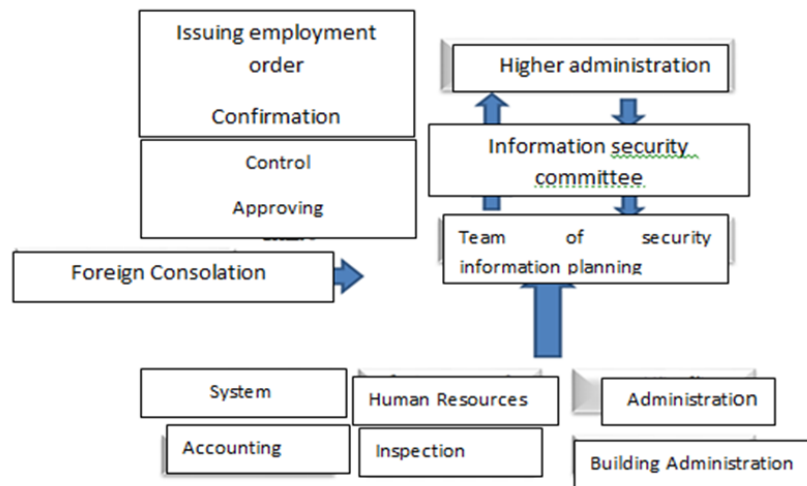 Issuing employment
order
Confirmation
Control
Approving
Foreign Consolation
Higher administration
Information security
committee
Team of security
information planning
System
Human Resources
Administration
Accounting
Inspection
Building Administration